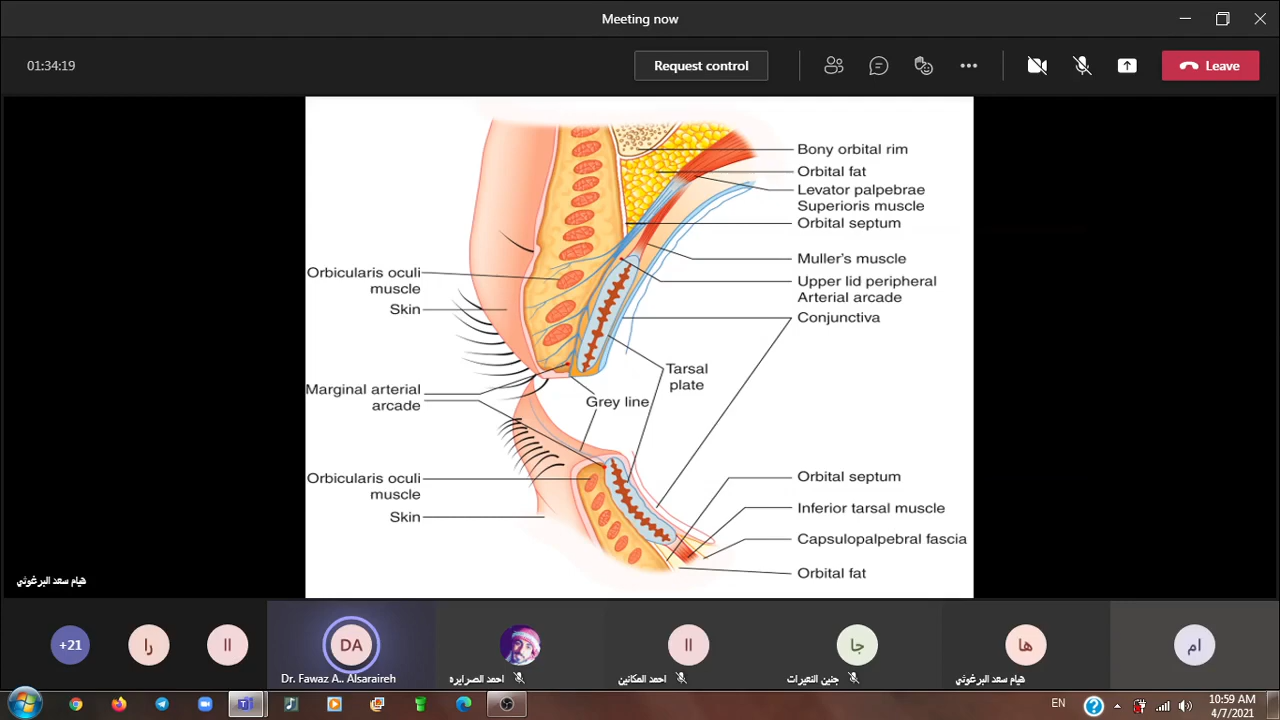 Meeting now
01:34:19
Request control
Leave
Bony orbital rim
Orbital fat
Levator palpebrae
Superioris muscle
Orbital septum
Muller's muscle
Upper lid peripheral
Arterial arcade
Conjunctiva
Orbicularis oculi
muscle
Skin
Tarsal
plate
Marginal arterial
arcade
Grey line
Orbicularis oculi
muscle
Skin
Orbital septum
Inferior tarsal muscle
Capsulopalpebral fascia
Orbital fat
هيام سعد البرغوثي
+21
را
اا
DA
اا
جا
ها
ام
Dr. Fawaz A.. Alsaraireh
احمد الصرايره
احمد المكانين
جنين النعيرات
هيام سعد البرغوثي
EN
10:59 AM
4/7/2021